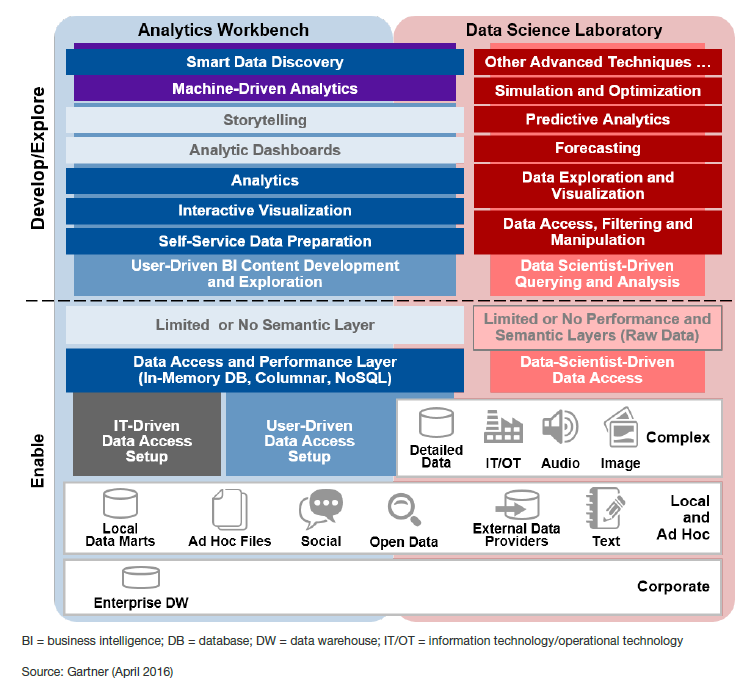 Analytics Workbench
Data Science Laboratory
Develop/Explore
Smart Data Discovery
Machine-Driven Analytics
Storytelling
Analytic Dashboards
Analytics
Interactive Visualization
Self-Service Data Preparation
User-Driven BI Content Development
and Exploration
Other Advanced Techniques …
Simulation and Optimization
Predictive Analytics
Forecasting
Data Exploration and
Visualization
Data Access, Filtering and
Manipulation
Data Scientist-Driven
Querying and Analysis
Enable
Limited or No Semantic Layer
Data Access and Performance Layer
(In-Memory DB, Columnar, NoSQL)
Limited or No Performance and
Semantic Layers (Raw Data)
Data-Scientist-Driven
Data Access
IT-Driven
Data Access
Setup
User-Driven
Data Access
Setup
Detailed
Data
IT/OT
Audio
Image
Complex
Local
Data Marts
Ad Hoc Files
Social
Open Data
External Data
Providers
Text
Local
and
Ad Hoc
Enterprise DW
Corporate
BI = business intelligence; DB = database; DW = data warehouse; IT/OT = information technology/operational technology
Source: Gartner (April 2016)